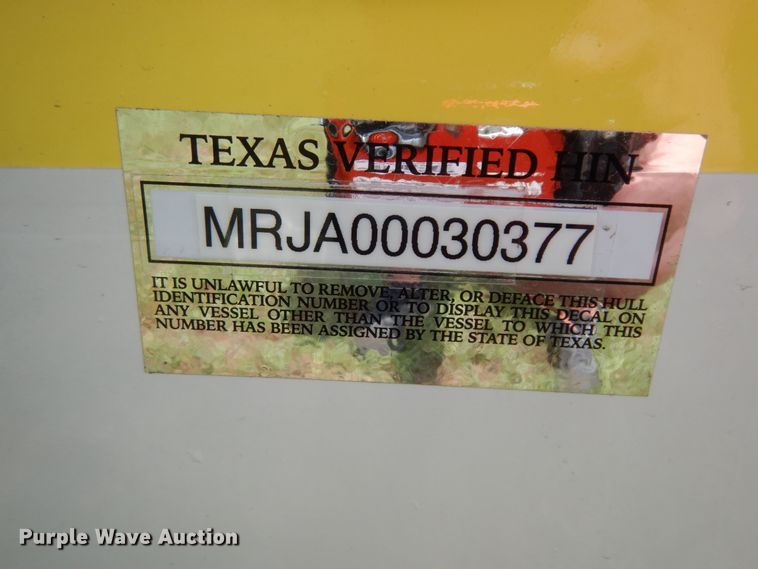 TEXAS VERIFIED HIN
MRJA00030377
IT IS UNLAWFUL TO REMOVE, ALTER, OR DEFACE THIS HULL
IDENTIFICATION NUMBER OR TO DISPLAY THIS DECAL ON
ANY VESSEL OTHER THAN THE VESSEL TO WHICH THIS
NUMBER HAS BEEN ASSIGNED BY THE STATE OF TEXAS.
Purple Wave Auction